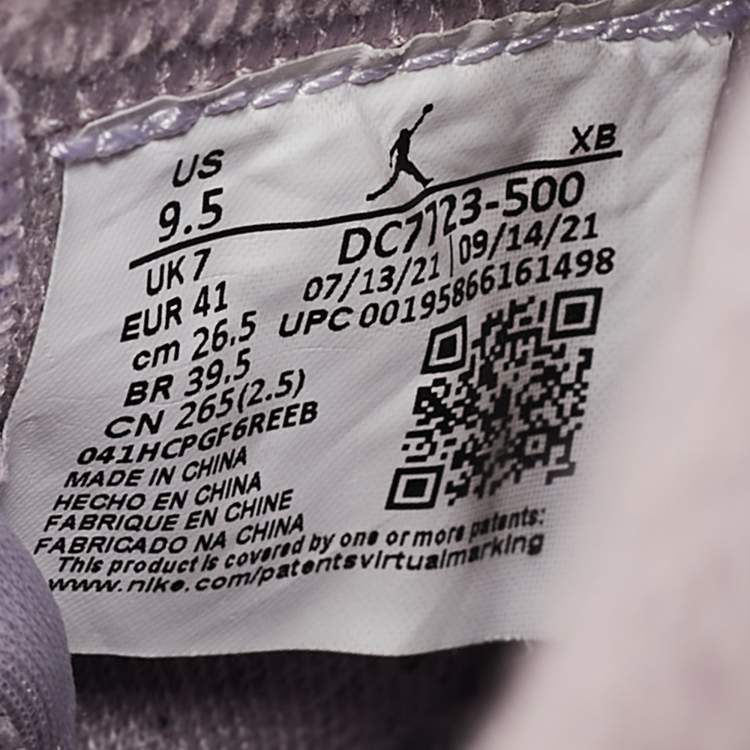 US
9.5
XB
UK 7
DC7123-500
EUR 41
07/13/21 | 09/14/21
cm 26.5
UPC 00195866161498
BR 39.5
CN 265(2.5)
041HCPGF6REEB
MADE IN CHINA
HECHO EN CHINA
FABRIQUE EN CHINE
FABRICADO NA CHINA
This product is covered by one or more patents:
www.nike.com/patentsvirtualmarking